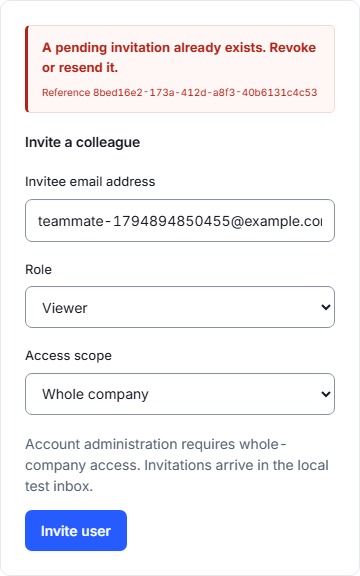 A pending invitation already exists. Revoke
or resend it.
Reference 8bed16e2-173a-412d-a8f3-40b6131c4c53
Invite a colleague
Invitee email address
teammate-1794894850455@example.co
Role
Viewer
Access scope
Whole company
Account administration requires whole-
company access. Invitations arrive in the local
test inbox.
Invite user